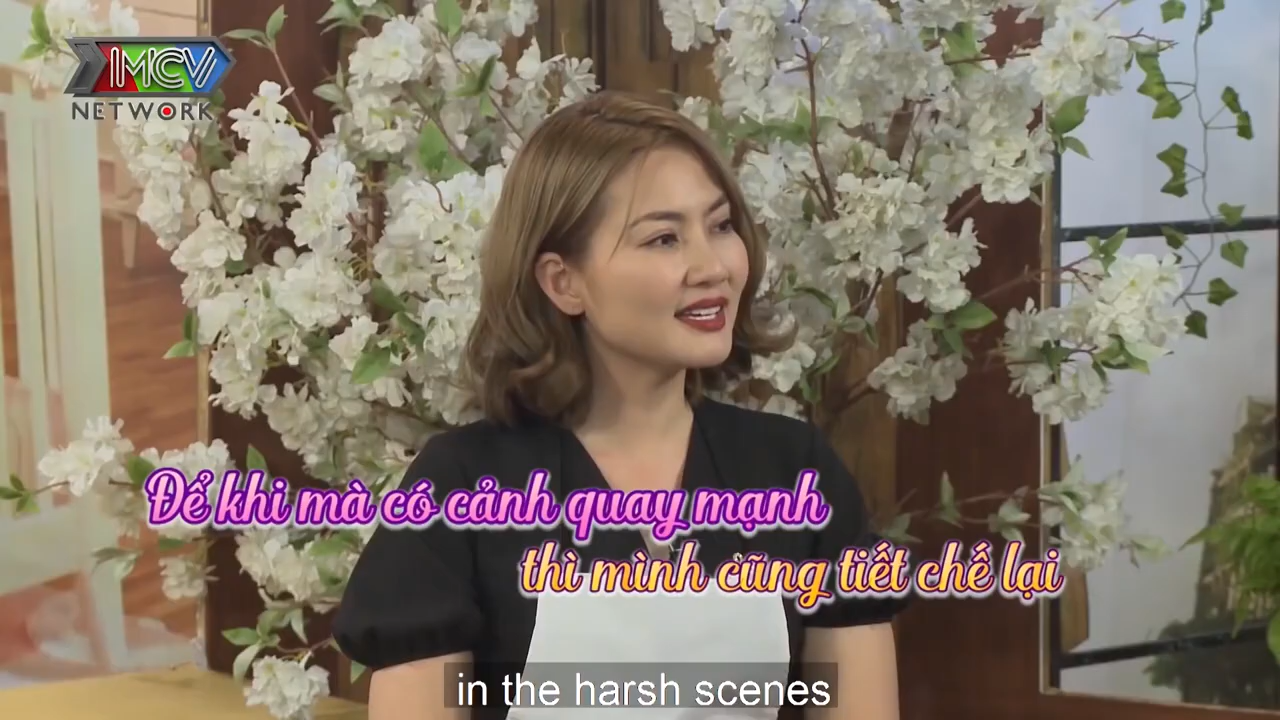 MCV
NETWORK
Để khi mà có cảnh quay mạnh
thì mình cũng tiết chế lại
in the harsh scenes